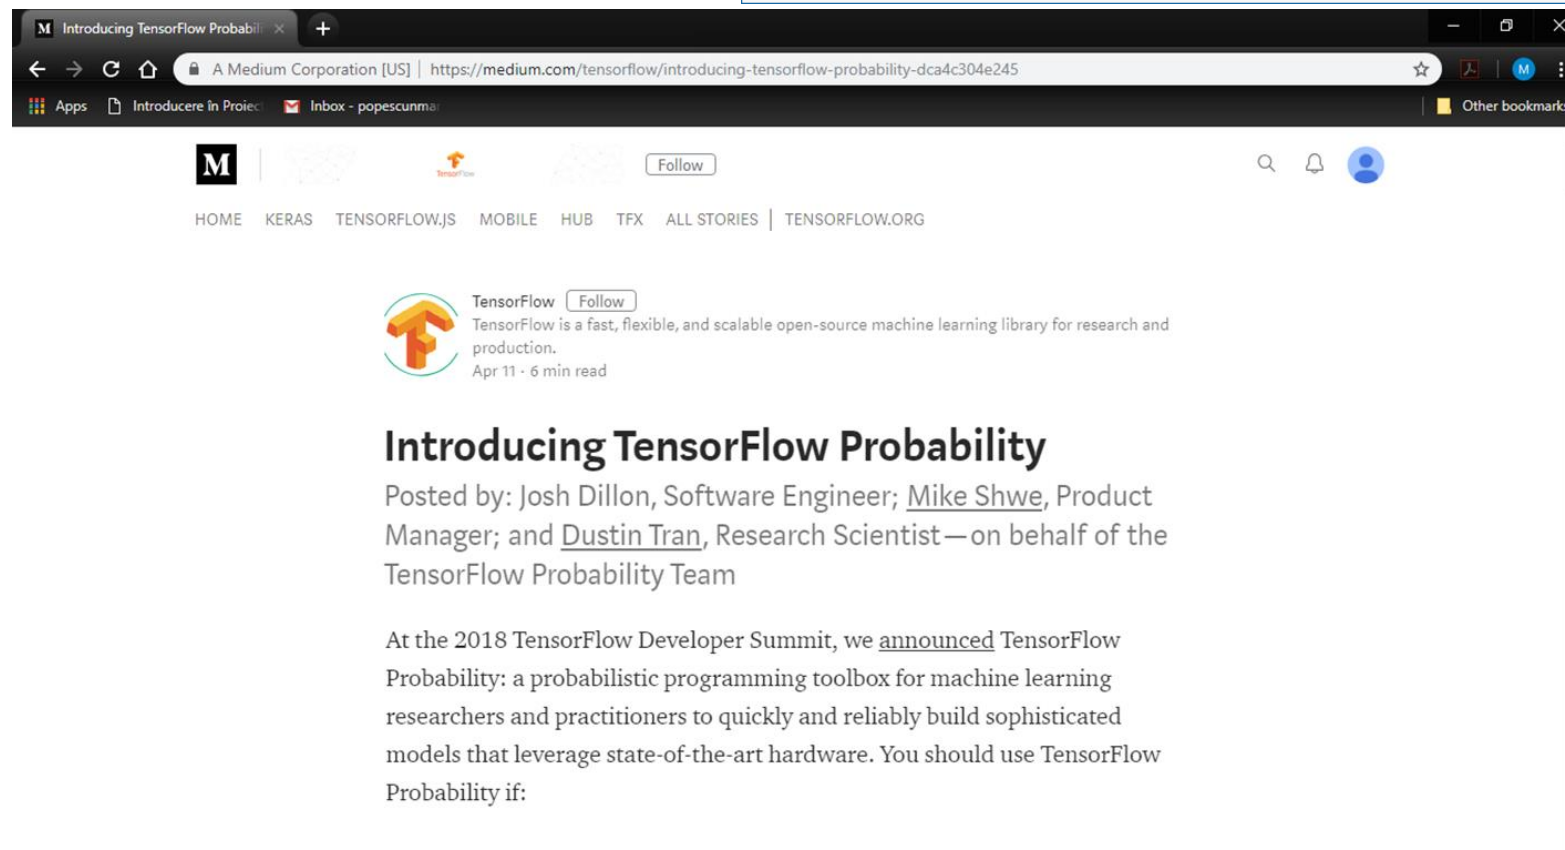 M Introducing TensorFlow Probabili
A Medium Corporation [US] | https://medium.com/tensorflow/introducing-tensorflow-probability-dca4c304e245
M
Apps Introducere în Proiec Inbox - popescunma Other bookmarks
M TensorFlow Follow
HOME KERAS TENSORFLOW.JS MOBILE HUB TFX ALL STORIES | TENSORFLOW.ORG
TensorFlow Follow
TensorFlow is a fast, flexible, and scalable open-source machine learning library for research and
production.
Apr 11 · 6 min read
Introducing TensorFlow Probability
Posted by: Josh Dillon, Software Engineer; Mike Shwe, Product
Manager; and Dustin Tran, Research Scientist — on behalf of the
TensorFlow Probability Team
At the 2018 TensorFlow Developer Summit, we announced TensorFlow
Probability: a probabilistic programming toolbox for machine learning
researchers and practitioners to quickly and reliably build sophisticated
models that leverage state-of-the-art hardware. You should use TensorFlow
Probability if: